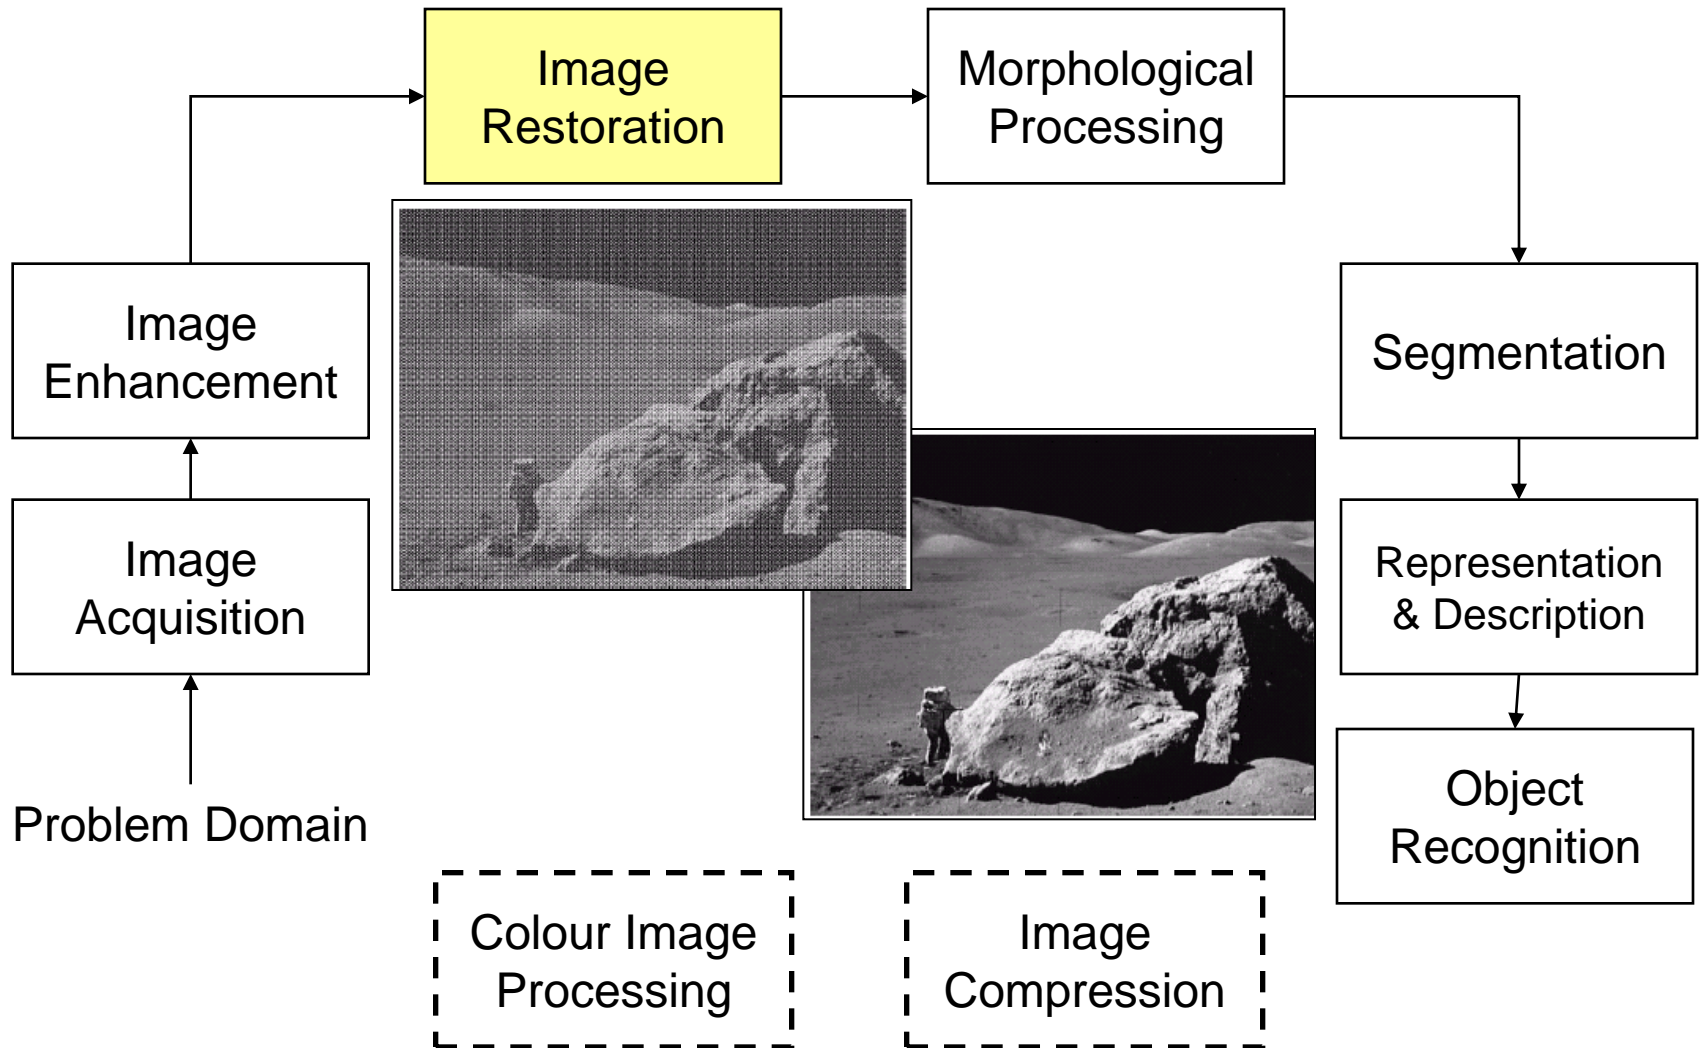 Image
Restoration
Morphological
Processing
Image
Enhancement
Segmentation
Image
Acquisition
Representation
& Description
Problem Domain
Object
Recognition
Colour Image
Processing
Image
Compression